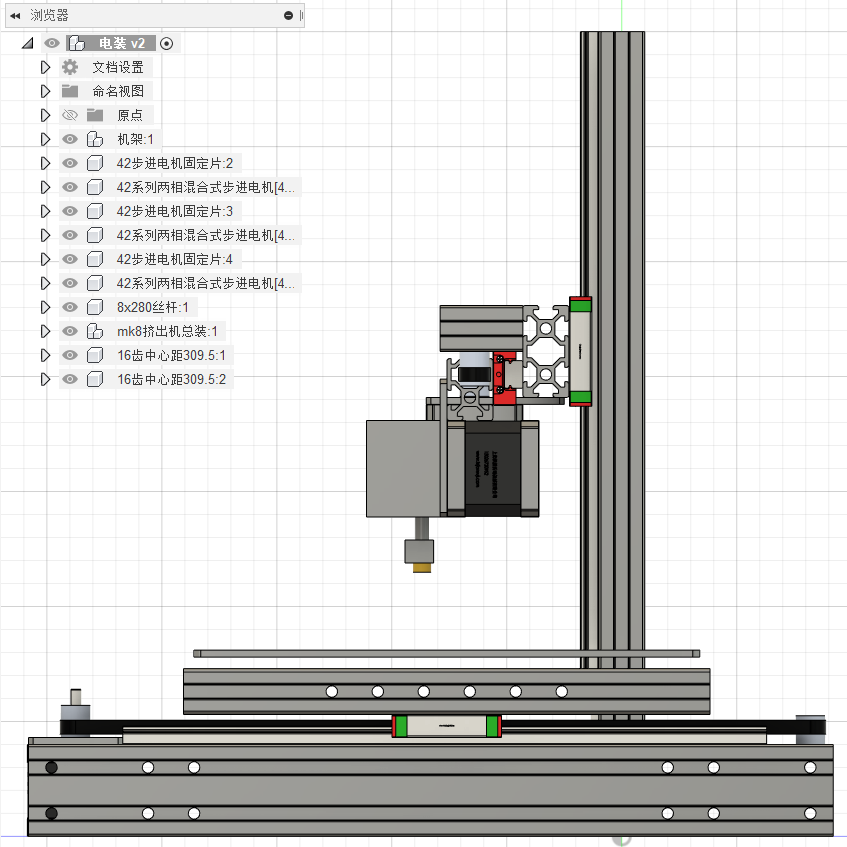 浏览器
电装 v2
文档设置
命名视图
原点
机架:1
42步进电机固定片:2
42系列两相混合式步进电机[4...
42步进电机固定片:3
42系列两相混合式步进电机[4...
42步进电机固定片:4
42系列两相混合式步进电机[4...
8x280丝杆:1
mk8挤出机总装:1
16齿中心距309.5:1
16齿中心距309.5:2